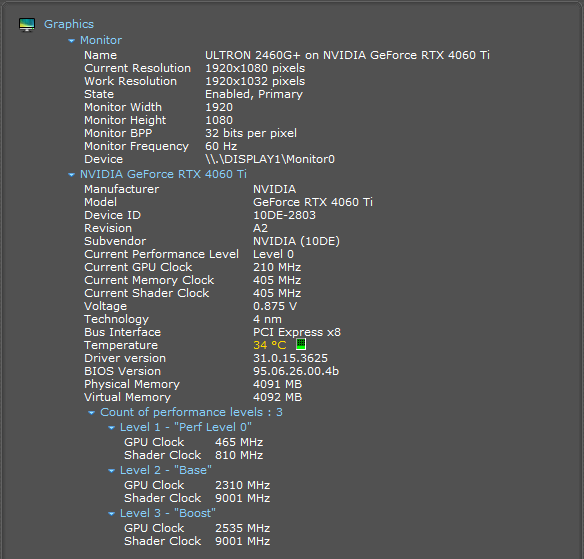 Graphics
Monitor
Name ULTRON 2460G+ on NVIDIA GeForce RTX 4060 Ti
Current Resolution 1920x1080 pixels
Work Resolution 1920x1032 pixels
State Enabled, Primary
Monitor Width 1920
Monitor Height 1080
Monitor BPP 32 bits per pixel
Monitor Frequency 60 Hz
Device \\.\DISPLAY1\Monitor0
NVIDIA GeForce RTX 4060 Ti
Manufacturer NVIDIA
Model GeForce RTX 4060 Ti
Device ID 10DE-2803
Revision A2
Subvendor NVIDIA (10DE)
Current Performance Level Level 0
Current GPU Clock 210 MHz
Current Memory Clock 405 MHz
Current Shader Clock 405 MHz
Voltage 0.875 V
Technology 4 nm
Bus Interface PCI Express x8
Temperature 34 °C
Driver version 31.0.15.3625
BIOS Version 95.06.26.00.4b
Physical Memory 4091 MB
Virtual Memory 4092 MB
Count of performance levels : 3
Level 1 - "Perf Level 0"
GPU Clock 465 MHz
Shader Clock 810 MHz
Level 2 - "Base"
GPU Clock 2310 MHz
Shader Clock 9001 MHz
Level 3 - "Boost"
GPU Clock 2535 MHz
Shader Clock 9001 MHz